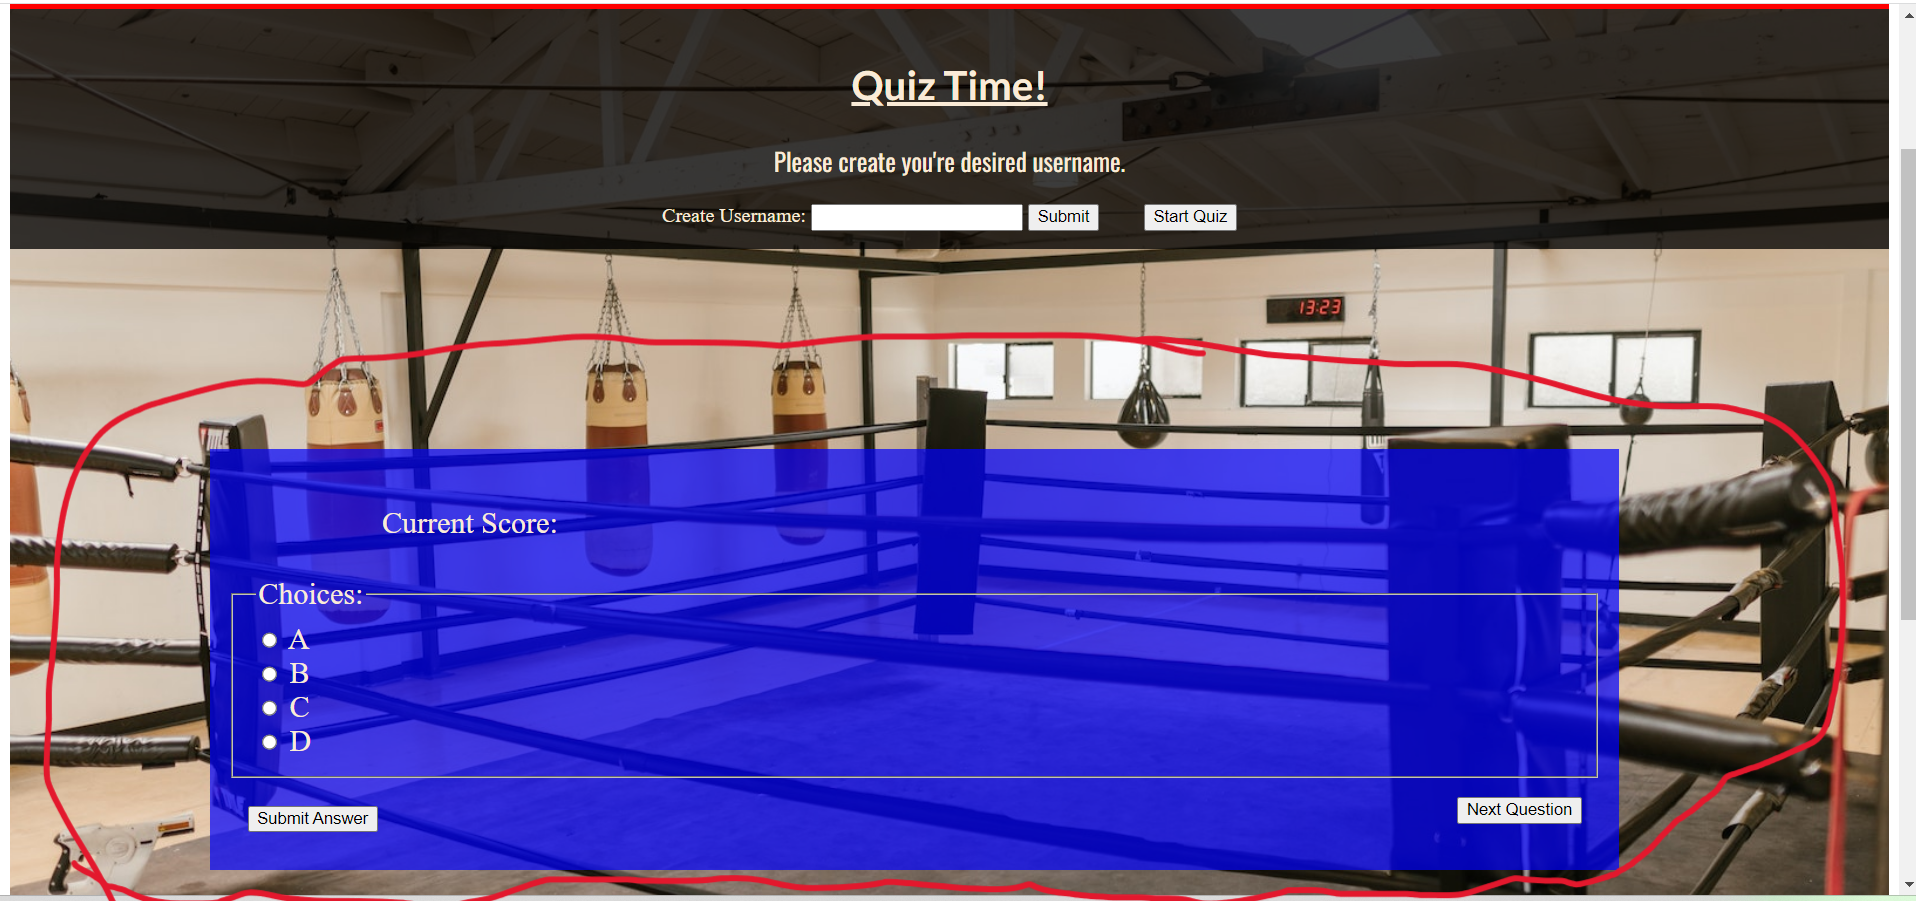 Quiz Time!
Please create you're desired username.
Create Username: Submit Start Quiz
13:23
TITLE
Current Score:
Choices:
A
B
C
D
Submit Answer Next Question